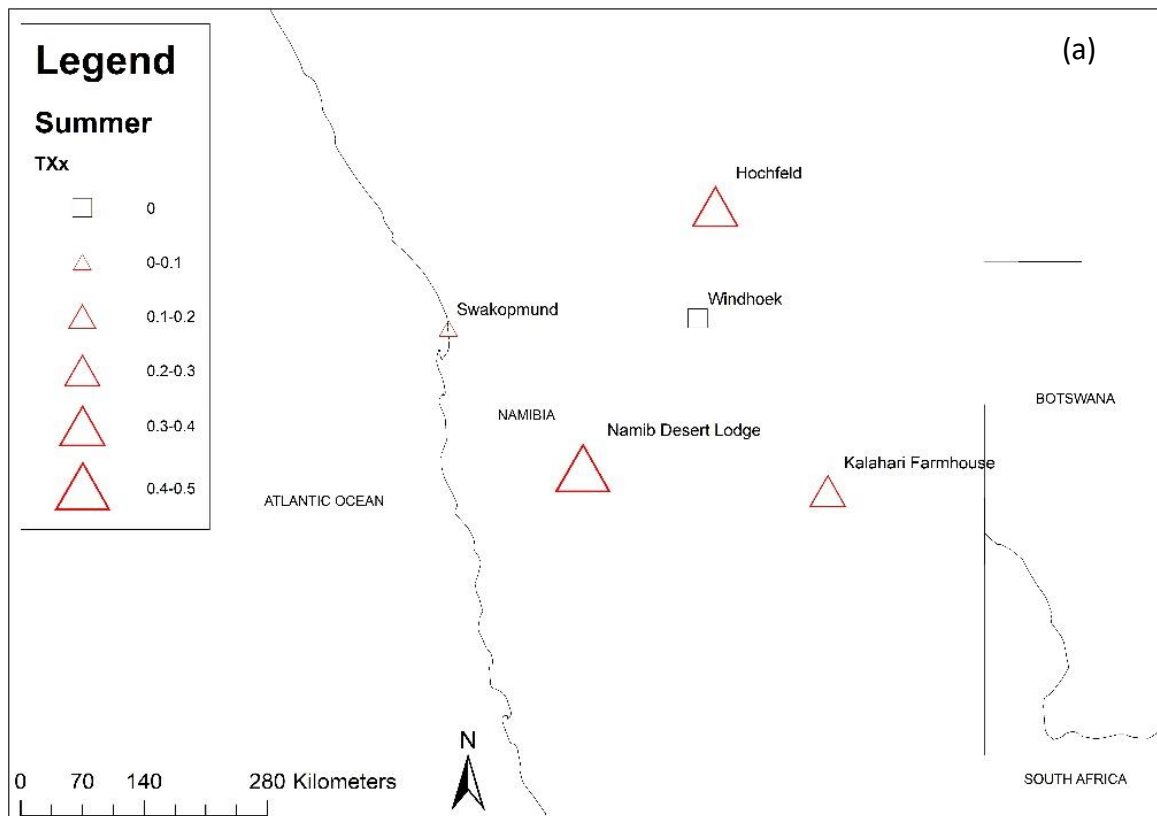 (a)
Legend
Summer
TXx
0
0-0.1
0.1-0.2
0.2-0.3
0.3-0.4
0.4-0.5
Hochfeld
Windhoek
Swakopmund
NAMIBIA
BOTSWANA
Namib Desert Lodge
Kalahari Farmhouse
ATLANTIC OCEAN
N
0 70 140 280 Kilometers
SOUTH AFRICA